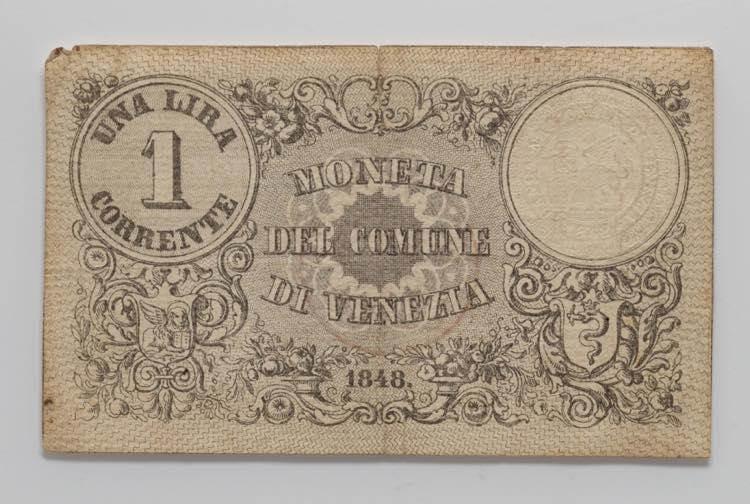 UNA LIRA
1
CORRENTE
MONETA
DEL COMUNE
DI VENEZIA
1848.